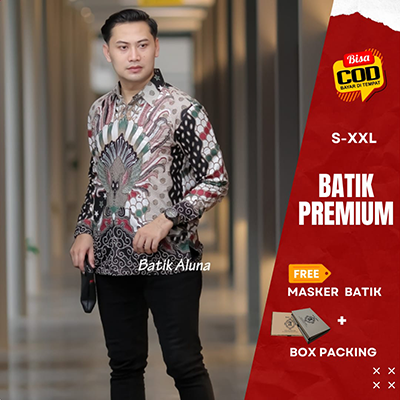 Bisa
COD
BAYAR DI TEMPAT
S-XXL
BATIK
PREMIUM
FREE
MASKER BATIK
+
BOX PACKING
Batik Aluna